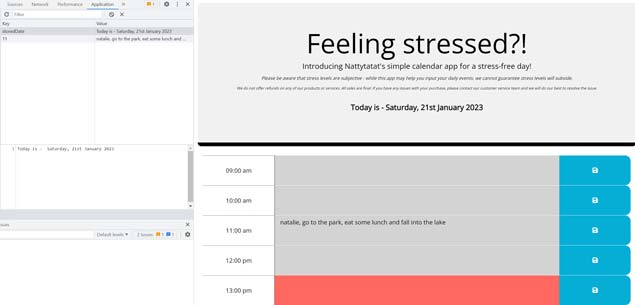 Sources Network Performance Application 1
Filter
Key Value
storedDate Today is - Saturday, 21st January 2023
11 natalie, go to the park, eat some lunch and ...
1 Today is - Saturday, 21st January 2023
Default levels 2 Issues: 1 1
Feeling stressed?!
Introducing Nattytatat's simple calendar app for a stress-free day!
Please be aware that stress levels are subjective - while this app may help you input your daily events, we cannot guarantee stress levels will subside.
We do not offer refunds on any of our products or services. All sales are final. If you have any issues with your purchase, please contact our customer service team and we will do our best to resolve the issue.
Today is - Saturday, 21st January 2023
09:00 am
10:00 am
11:00 am natalie, go to the park, eat some lunch and fall into the lake
12:00 pm
13:00 pm